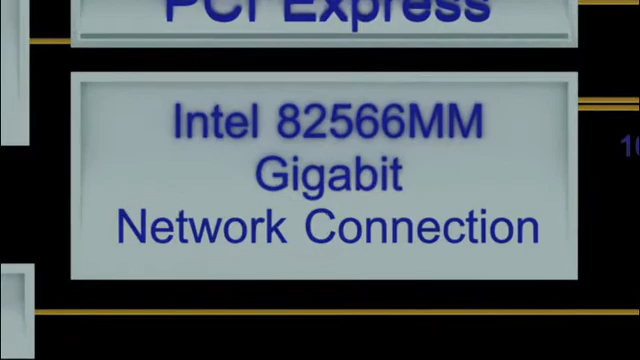 PCI Express
Intel 82566MM
Gigabit
Network Connection